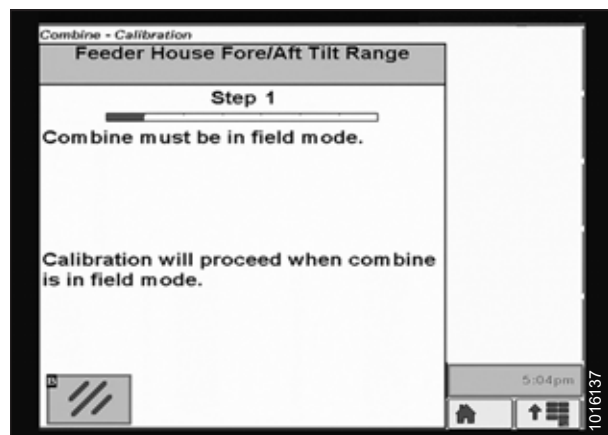 Combine - Calibration
Feeder House Fore/Aft Tilt Range
Step 1
Combine must be in field mode.
Calibration will proceed when combine
is in field mode.
5:04pm
1016137